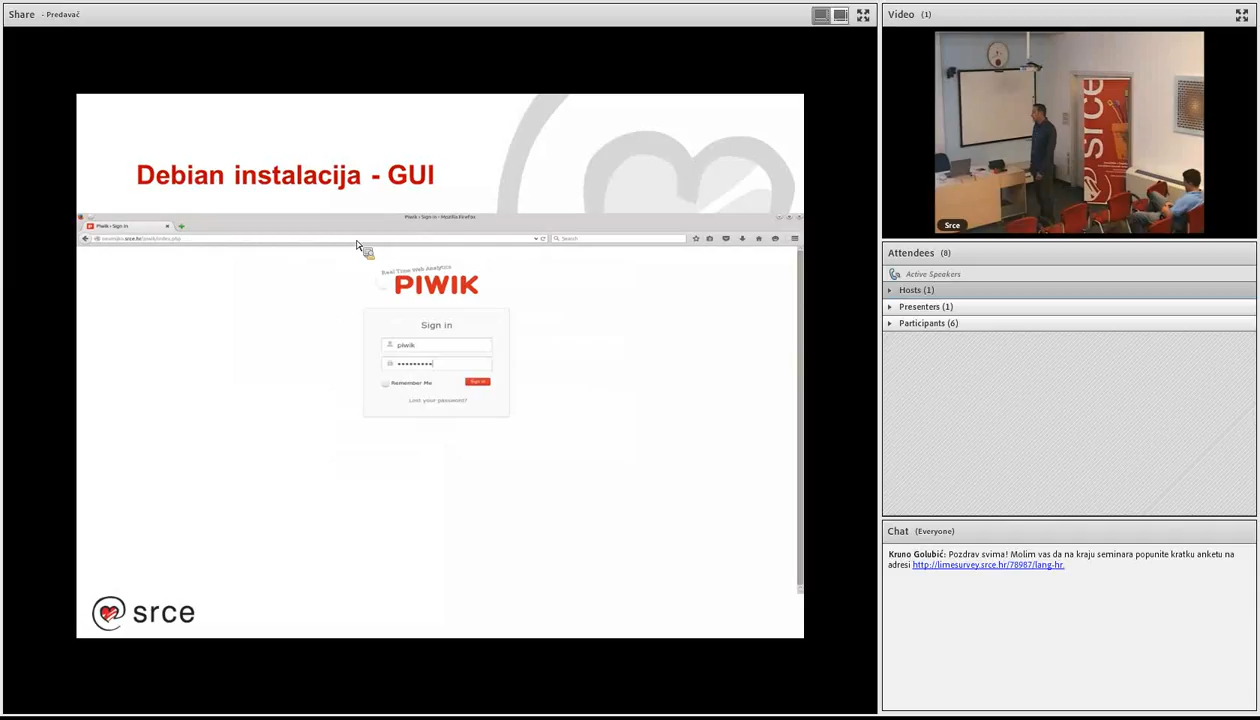 Share - Predavač
Debian instalacija - GUI
Piwik › Sign in - Mozilla Firefox
Piwik › Sign in
Search
Real Time Web Analytics
PIWIK
Sign in
piwik
•••••••••
Remember Me
Sign in
Lost your password?
@ srce
Video (1)
srce
Srce
Attendees (8)
Active Speakers
Hosts (1)
Presenters (1)
Participants (6)
Chat (Everyone)
Kruno Golubić: Pozdrav svima! Molim vas da na kraju seminara popunite kratku anketu na
adresi http://limesurvey.srce.hr/78987/lang-hr.